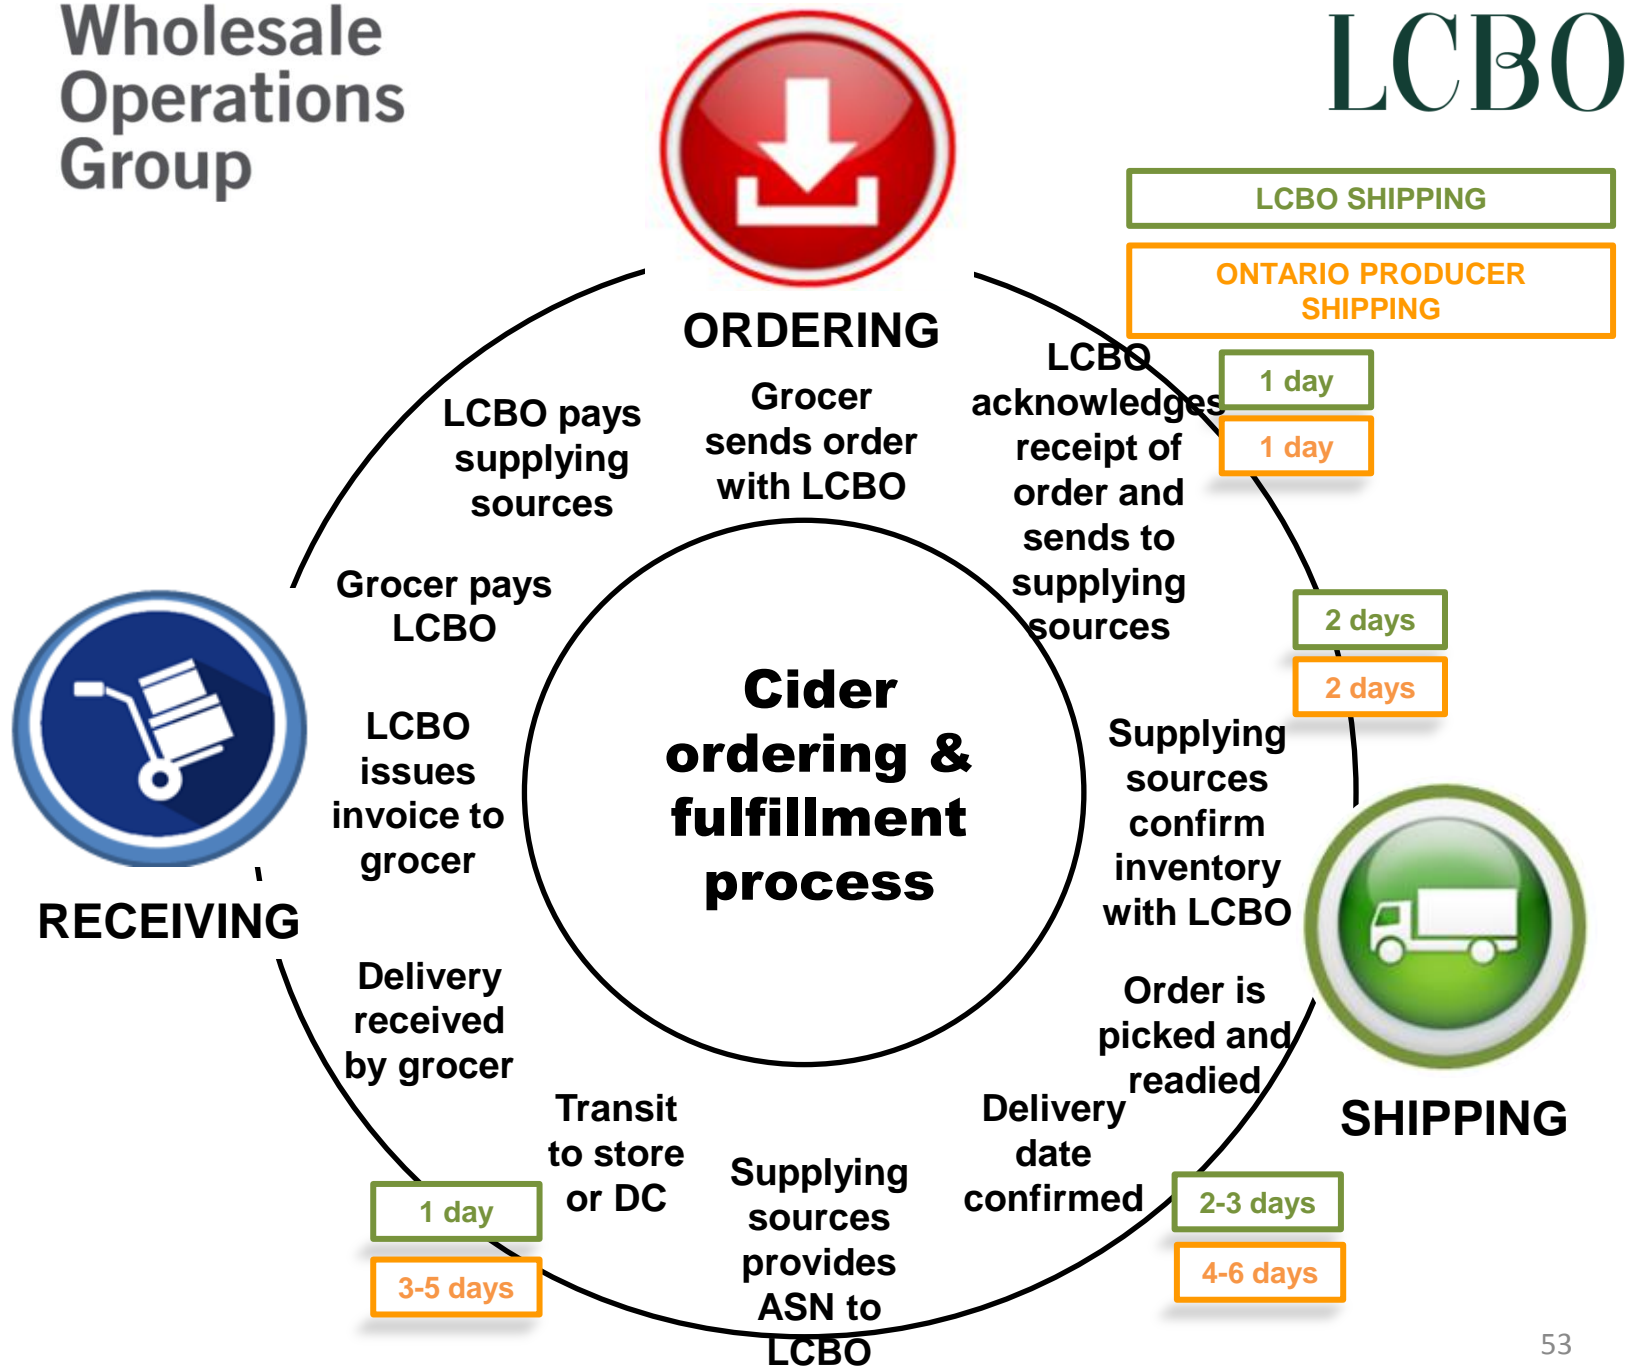 Wholesale
Operations
Group
LCBO
LCBO SHIPPING
ONTARIO PRODUCER
SHIPPING
ORDERING
Grocer
sends order
with LCBO
LCBO
acknowledges
receipt of
order and
sends to
supplying
sources
1 day
1 day
2 days
2 days
Supplying
sources
confirm
inventory
with LCBO
SHIPPING
Order is
picked and
readied
Delivery
date
confirmed
2-3 days
4-6 days
Supplying
sources
provides
ASN to
LCBO
Transit
to store
or DC
1 day
3-5 days
Delivery
received
by grocer
RECEIVING
LCBO
issues
invoice to
grocer
Grocer pays
LCBO
LCBO pays
supplying
sources
Cider
ordering &
fulfillment
process
53